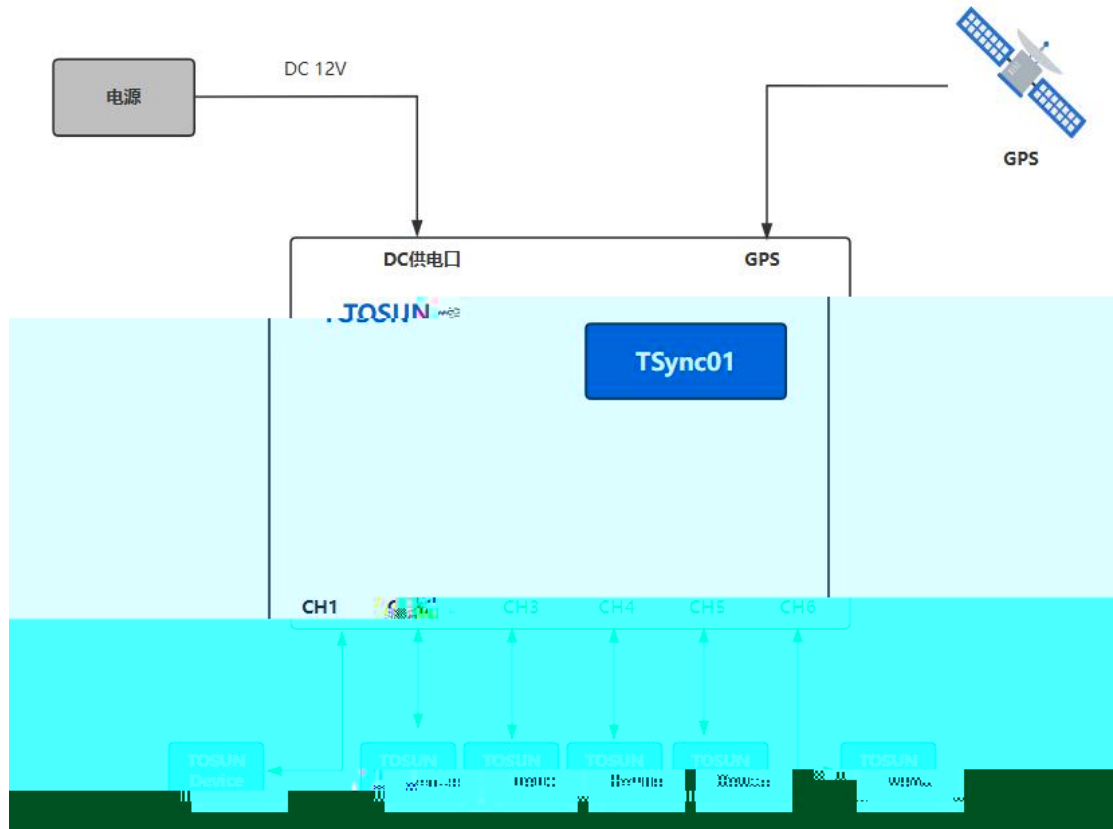 DC 12V
电源
GPS
DC供电口 GPS
TOSUN
TSync01
CH1 CH3 CH4 CH5 CH6
TOSUN TOSUN TOSUN TOSUN TOSUN TOSUN
Device